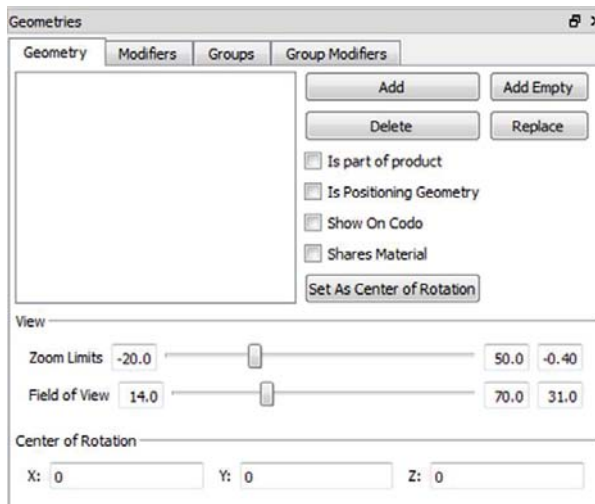 Geometries
Geometry Modifiers Groups Group Modifiers
Add Add Empty
Delete Replace
Is part of product
Is Positioning Geometry
Show On Codo
Shares Material
Set As Center of Rotation
View
Zoom Limits -20.0 50.0 -0.40
Field of View 14.0 70.0 31.0
Center of Rotation
X: 0 Y: 0 Z: 0